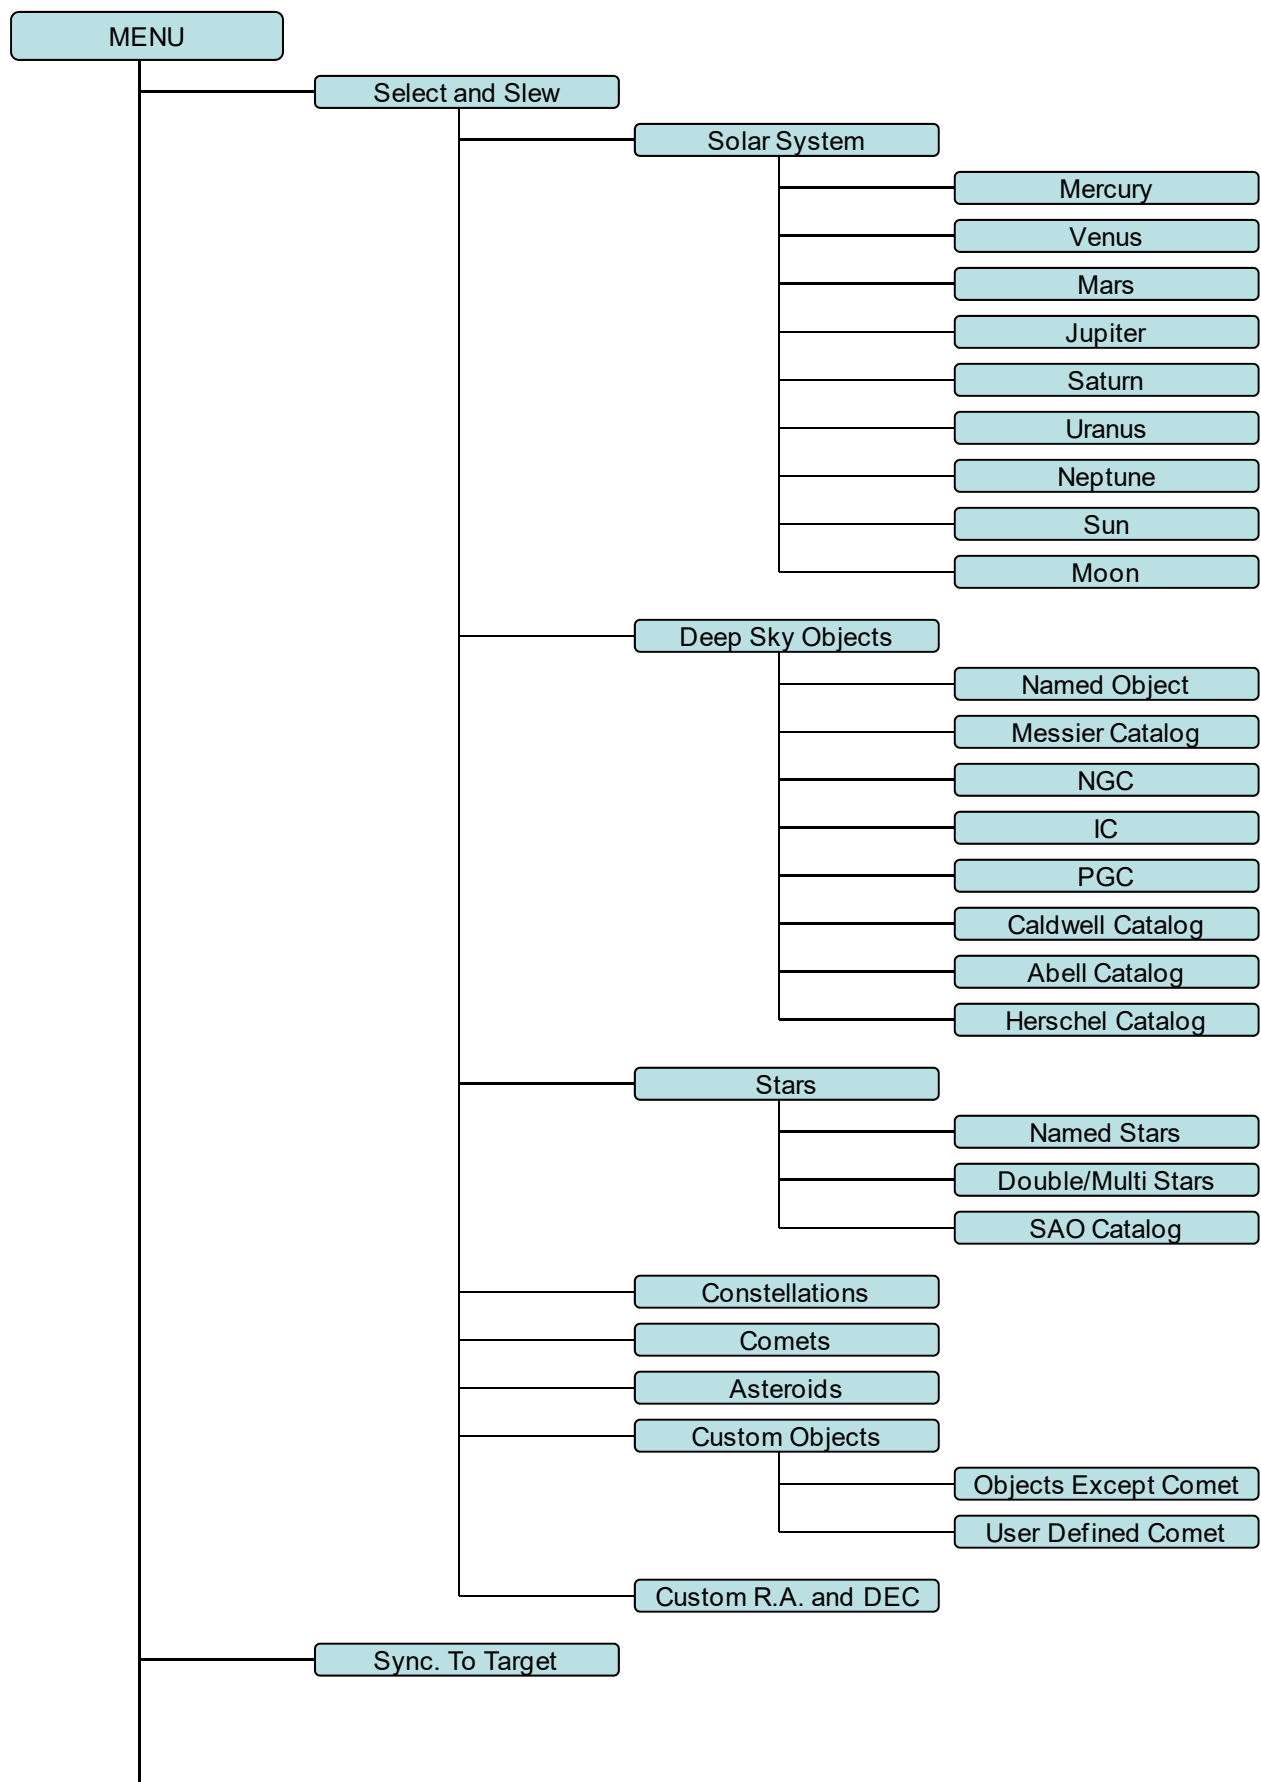 MENU
Select and Slew
Solar System
Mercury
Venus
Mars
Jupiter
Saturn
Uranus
Neptune
Sun
Moon
Deep Sky Objects
Named Object
Messier Catalog
NGC
IC
PGC
Caldwell Catalog
Abell Catalog
Herschel Catalog
Stars
Named Stars
Double/Multi Stars
SAO Catalog
Constellations
Comets
Asteroids
Custom Objects
Objects Except Comet
User Defined Comet
Custom R.A. and DEC
Sync. To Target